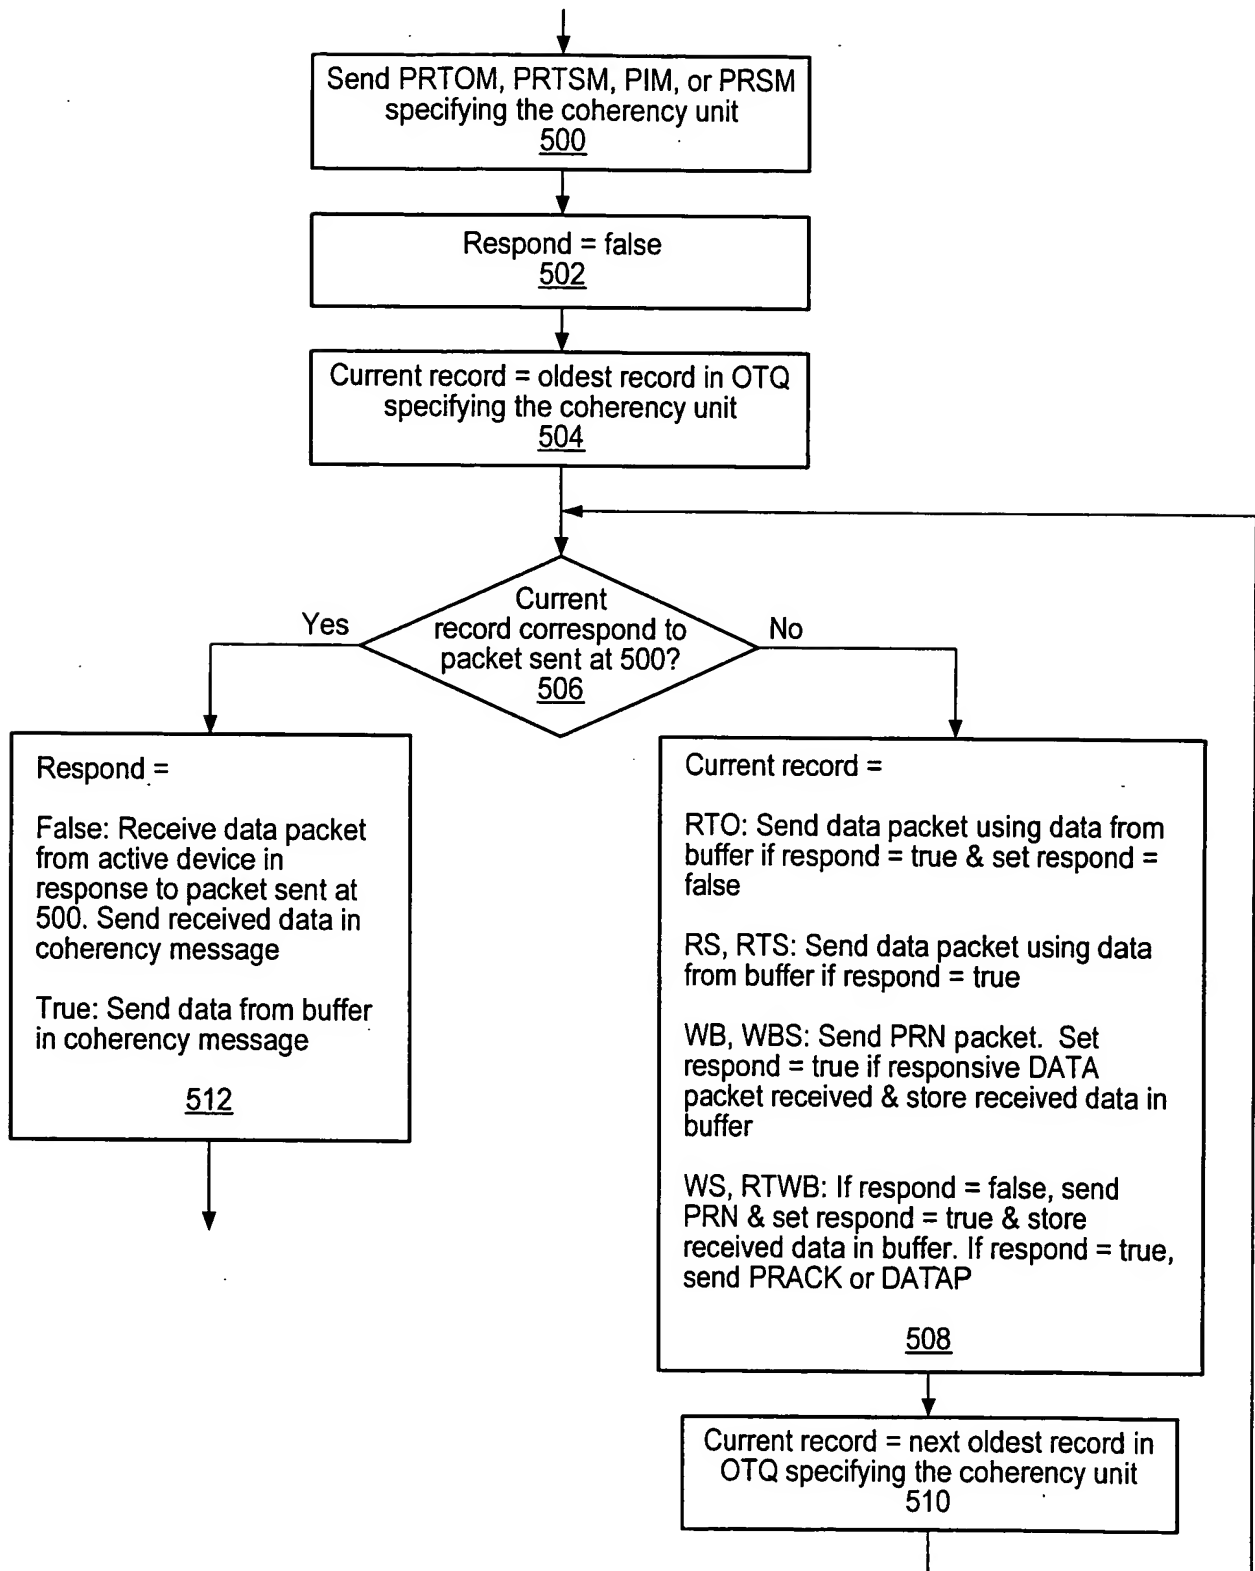 Send PRTOM, PRTSM, PIM, or PRSM
specifying the coherency unit
500
Respond = false
502
Current record = oldest record in OTQ
specifying the coherency unit
504
Current
record correspond to
packet sent at 500?
506
Yes
No
Respond =
False: Receive data packet
from active device in
response to packet sent at
500. Send received data in
coherency message
True: Send data from buffer
in coherency message
512
Current record =
RTO: Send data packet using data from
buffer if respond = true & set respond =
false
RS, RTS: Send data packet using data
from buffer if respond = true
WB, WBS: Send PRN packet. Set
respond = true if responsive DATA
packet received & store received data in
buffer
WS, RTWB: If respond = false, send
PRN & set respond = true & store
received data in buffer. If respond = true,
send PRACK or DATAP
508
Current record = next oldest record in
OTQ specifying the coherency unit
510